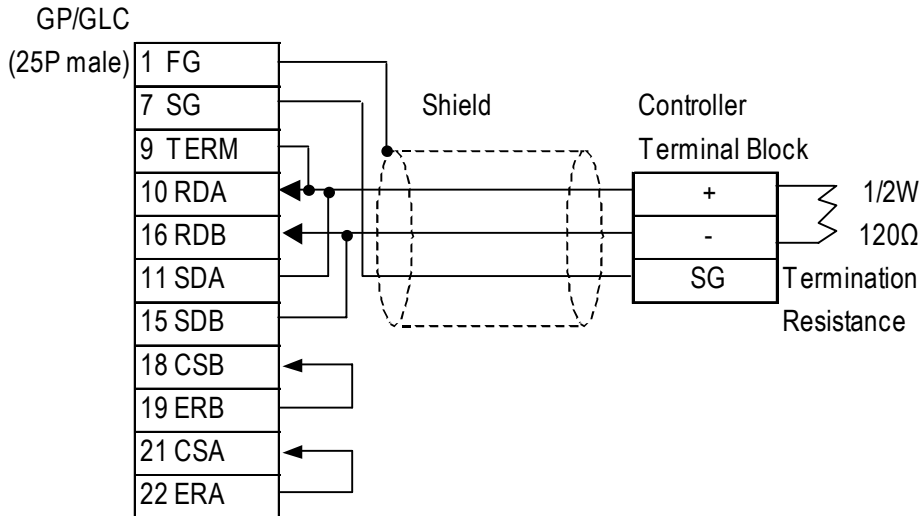 GP/GLC
(25P male)
1 FG
7 SG
9 TERM
10 RDA
16 RDB
11 SDA
15 SDB
18 CSB
19 ERB
21 CSA
22 ERA
Shield
Controller
Terminal Block
+
-
SG
1/2W
120Ω
Termination
Resistance